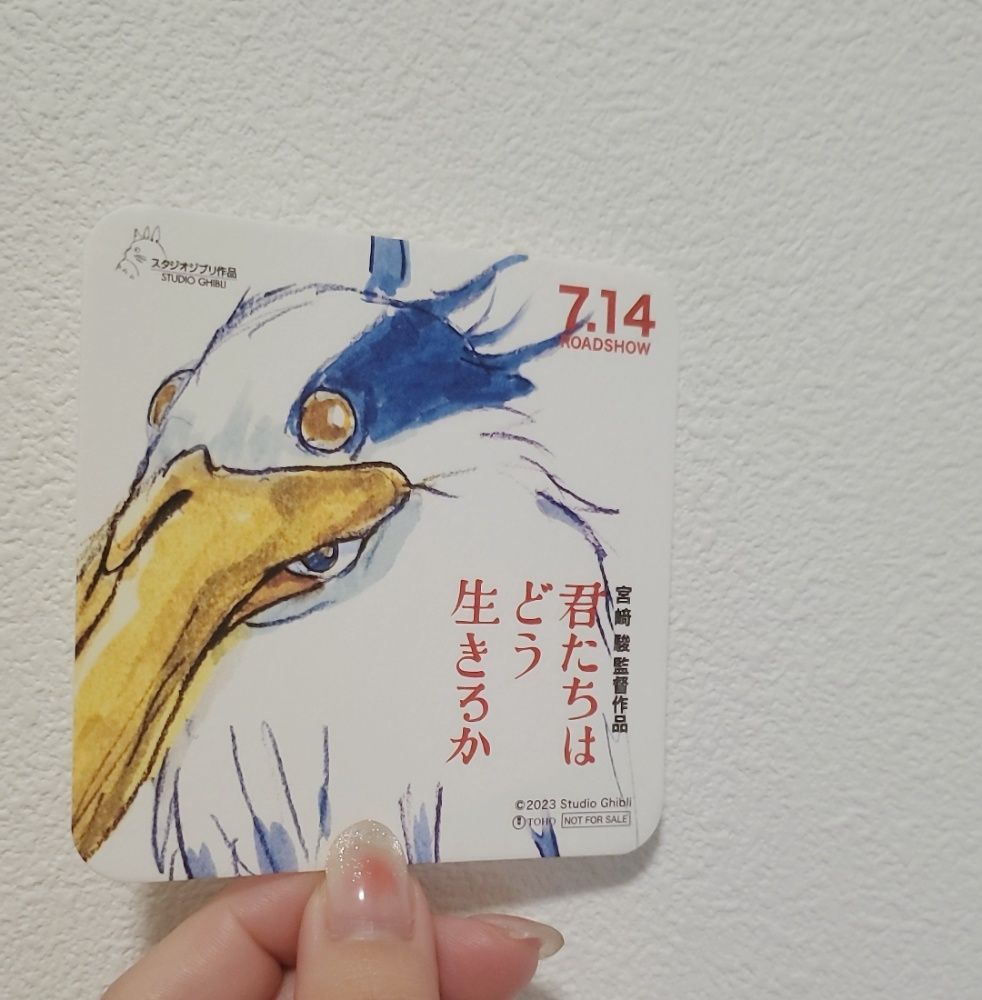 スタジオジブリ作品
STUDIO GHIBLI
7.14
ROADSHOW
宮﨑 駿 監督作品
君たちは
どう
生きるか
©2023 Studio Ghibli
TOHO NOT FOR SALE